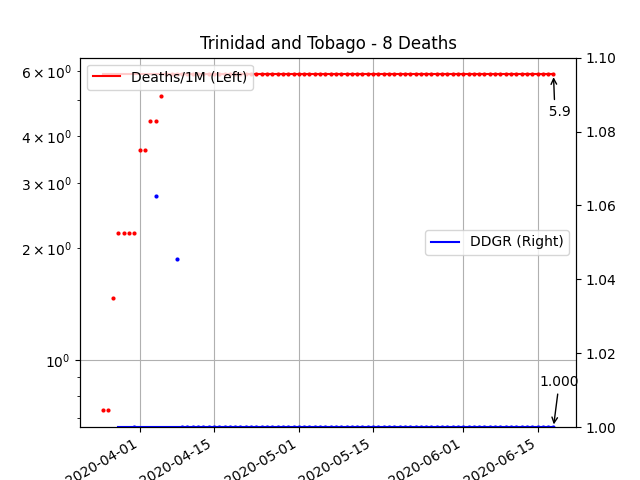 Trinidad and Tobago - 8 Deaths
Deaths/1M (Left)
DDGR (Right)
5.9
1.000
6 × 10⁰
4 × 10⁰
3 × 10⁰
2 × 10⁰
10⁰
1.10
1.08
1.06
1.04
1.02
1.00
2020-04-01
2020-04-15
2020-05-01
2020-05-15
2020-06-01
2020-06-15